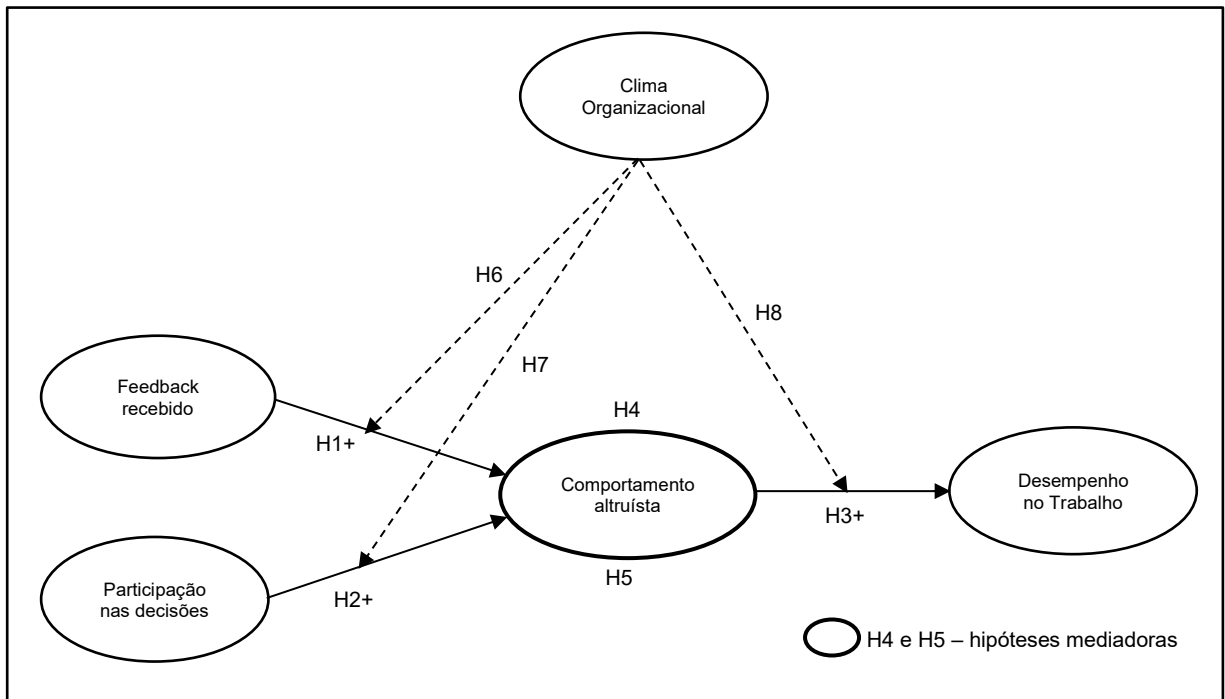 Clima
Organizacional
H6
H8
H7
Feedback
recebido
H4
H1+
Comportamento
altruísta
Desempenho
no Trabalho
H3+
H5
Participação
nas decisões
H2+
H4 e H5 – hipóteses mediadoras